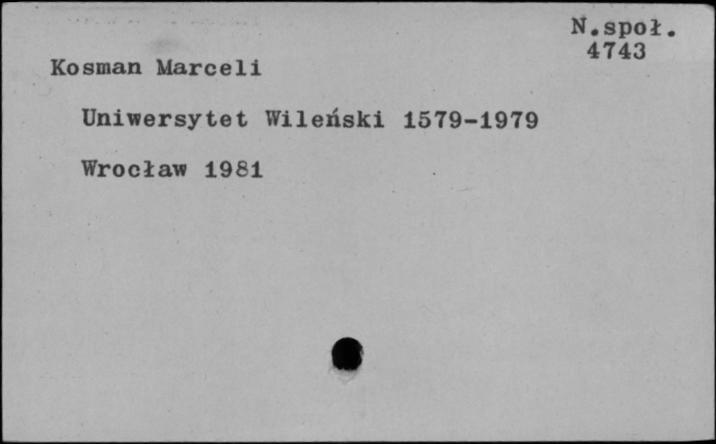 N.społ.
4743
Kosman Marceli
Uniwersytet Wileński 1579-1979
Wrocław 1981